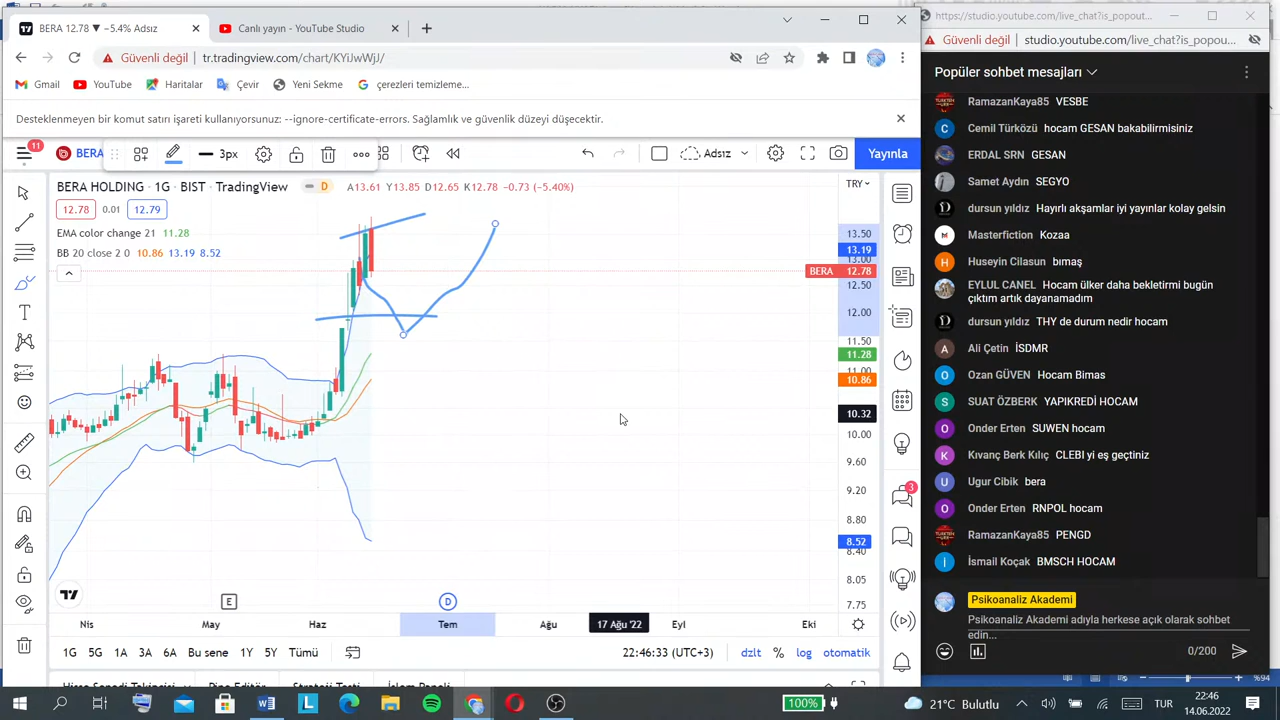 BERA 12.78 ▼ −5.4% Adsız
Canlı yayın - YouTube Studio
Güvenli değil
tr.tradingview.com/chart/KYiJwWjJ/
Gmail
YouTube
Haritalar
Çevir
Yeni Sekme
çerezleri temizleme...
Desteklenmeyen bir komut satırı işareti kullanıyorsunuz: --ignore-certificate-errors. Sağlamlık ve güvenlik düzeyi düşecektir.
11
BERA
3px
Adsız
Yayınla
BERA HOLDING · 1G · BIST · TradingView
D
A13.61 Y13.85 D12.65 K12.78 −0.73 (−5.40%)
12.78
0.01
12.79
EMA color change 21 11.28
BB 20 close 2 0 10.86 13.19 8.52
TRY
13.50
13.19
13.00
BERA 12.78
12.50
12.00
11.50
11.28
11.00
10.86
10.32
10.00
9.60
9.20
8.80
8.52
8.40
8.05
7.75
3
E
D
Nis
May
Haz
Tem
Ağu
17 Ağu '22
Eyl
Eki
1G 5G 1A 3A 6A Bu sene 1Y 5Y Tümü
22:46:33 (UTC+3)
dzlt % log otomatik
https://studio.youtube.com/live_chat?is_popout...
Güvenli değil
studio.youtube.com/live_chat?is_popou...
Popüler sohbet mesajları
RamazanKaya85 VESBE
Cemil Türközü hocam GESAN bakabilirmisiniz
ERDAL SRN GESAN
Samet Aydın SEGYO
dursun yıldız Hayırlı akşamlar iyi yayınlar kolay gelsin
Masterfiction Kozaa
Huseyin Cilasun bımaş
EYLUL CANEL Hocam ülker daha bekletirmi bugün
çıktım artık dayanamadım
dursun yıldız THY de durum nedir hocam
Ali Çetin İSDMR
Ozan GÜVEN Hocam Bimas
SUAT ÖZBERK YAPIKREDİ HOCAM
Onder Erten SUWEN hocam
Kıvanç Berk Kılıç CLEBI yi eş geçtiniz
Ugur Cibik bera
Onder Erten RNPOL hocam
RamazanKaya85 PENGD
İsmail Koçak BMSCH HOCAM
Psikoanaliz Akademi
Psikoanaliz Akademi adıyla herkese açık olarak sohbet
edin...
0/200
%94
100%
21°C Bulutlu
TUR
22:46
14.06.2022